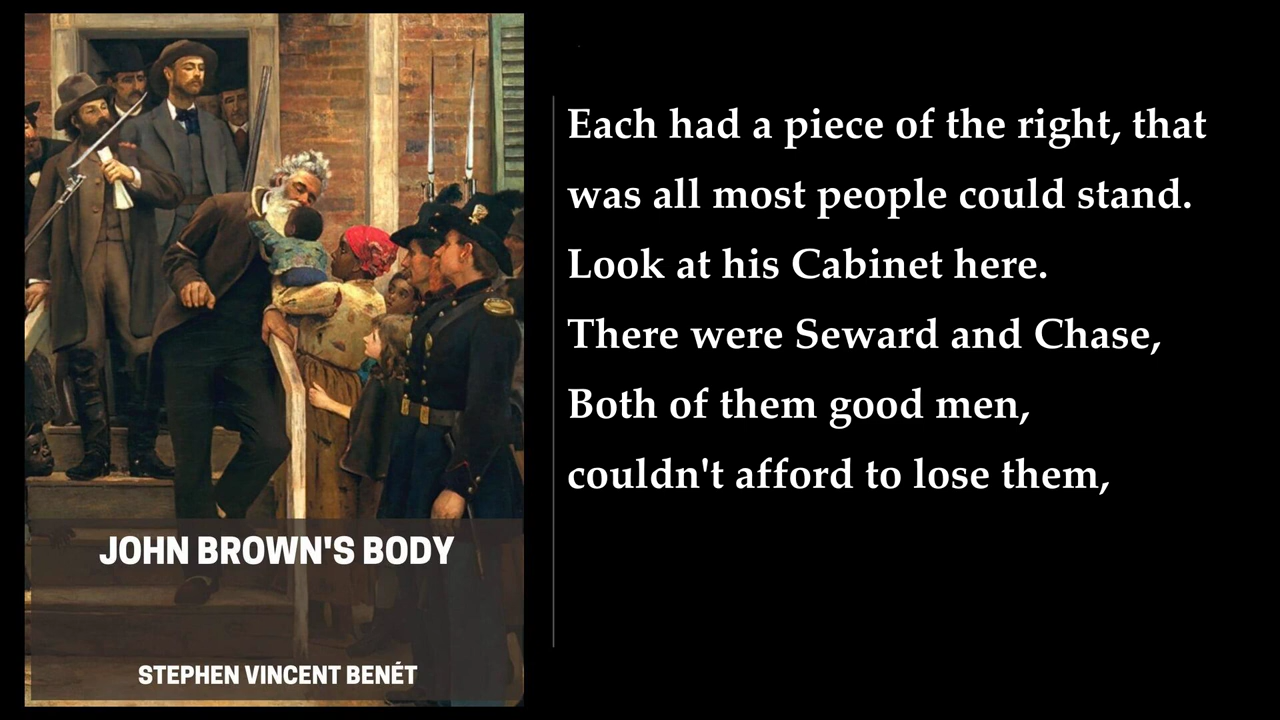 JOHN BROWN'S BODY
STEPHEN VINCENT BENÉT
Each had a piece of the right, that
was all most people could stand.
Look at his Cabinet here.
There were Seward and Chase,
Both of them good men,
couldn't afford to lose them,